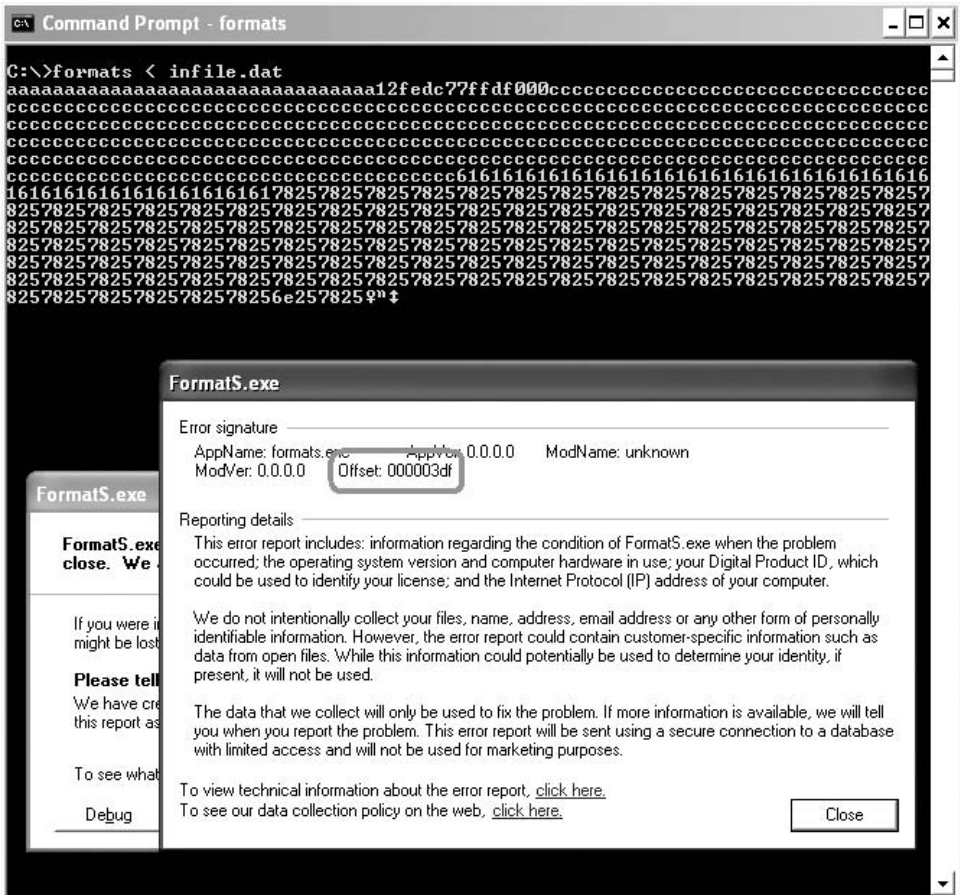 Command Prompt - formats
C:\>formats < infile.dat
aaaaaaaaaaaaaaaaaaaaaaaaaaaaaaaa12fedc77ffdf000ccccccccccccccccccccccccccccccccc
cccccccccccccccccccccccccccccccccccccccccccccccccccccccccccccccccccccccccccccccc
cccccccccccccccccccccccccccccccccccccccccccccccccccccccccccccccccccccccccccccccc
cccccccccccccccccccccccccccccccccccccccccccccccccccccccccccccccccccccccccccccccc
cccccccccccccccccccccccccccccccccccccccccccccccccccccccccccccccccccccccccccccccc
ccccccccccccccccccccccccccccccccccccccc61616161616161616161616161616161616161616
16161616161616161616161782578257825782578257825782578257825782578257825782578257
82578257825782578257825782578257825782578257825782578257825782578257825782578257
82578257825782578257825782578257825782578257825782578257825782578257825782578257
82578257825782578257825782578257825782578257825782578257825782578257825782578257
82578257825782578257825782578257825782578257825782578257825782578257825782578257
82578257825782578257825782578257825782578257825782578257825782578257825782578257
825782578257825782578256e257825♀ⁿ↕
FormatS.exe
Error signature
AppName: formats.exe AppVer: 0.0.0.0 ModName: unknown
ModVer: 0.0.0.0 Offset: 000003df
Reporting details
This error report includes: information regarding the condition of FormatS.exe when the problem
occurred; the operating system version and computer hardware in use; your Digital Product ID, which
could be used to identify your license; and the Internet Protocol (IP) address of your computer.
We do not intentionally collect your files, name, address, email address or any other form of personally
identifiable information. However, the error report could contain customer-specific information such as
data from open files. While this information could potentially be used to determine your identity, if
present, it will not be used.
The data that we collect will only be used to fix the problem. If more information is available, we will tell
you when you report the problem. This error report will be sent using a secure connection to a database
with limited access and will not be used for marketing purposes.
To view technical information about the error report, click here.
To see our data collection policy on the web, click here.
Close
FormatS.exe
FormatS.exe
close. We
If you were
might be lost
Please tell
We have
this report as
To see what
Debug